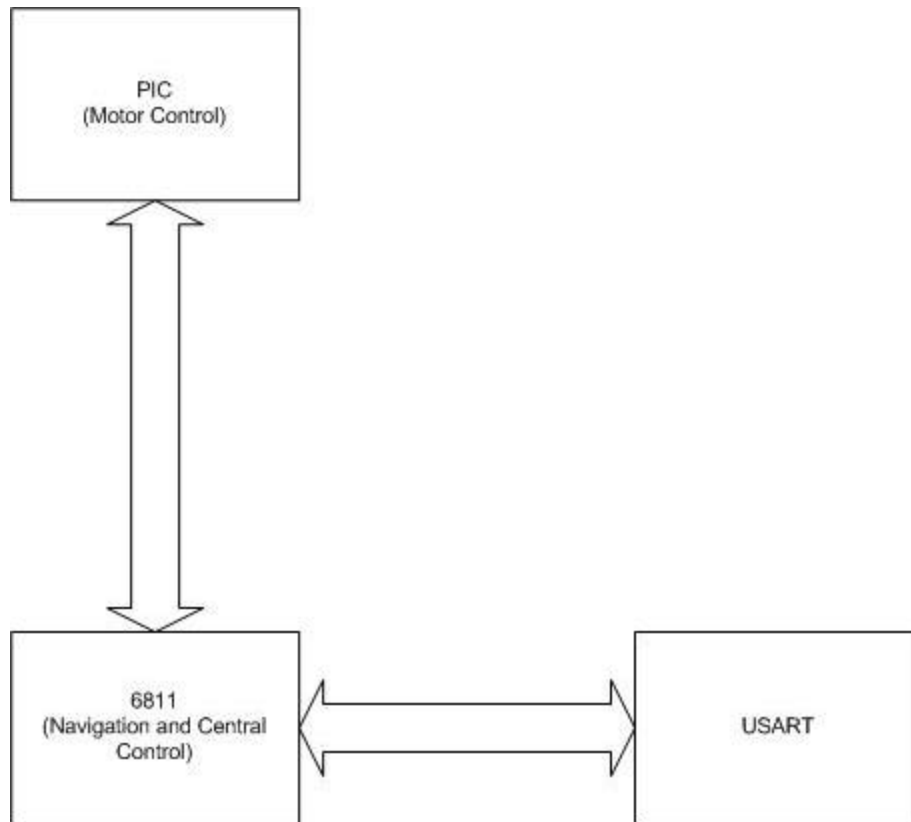 PIC
(Motor Control)
6811
(Navigation and Central
Control)
USART